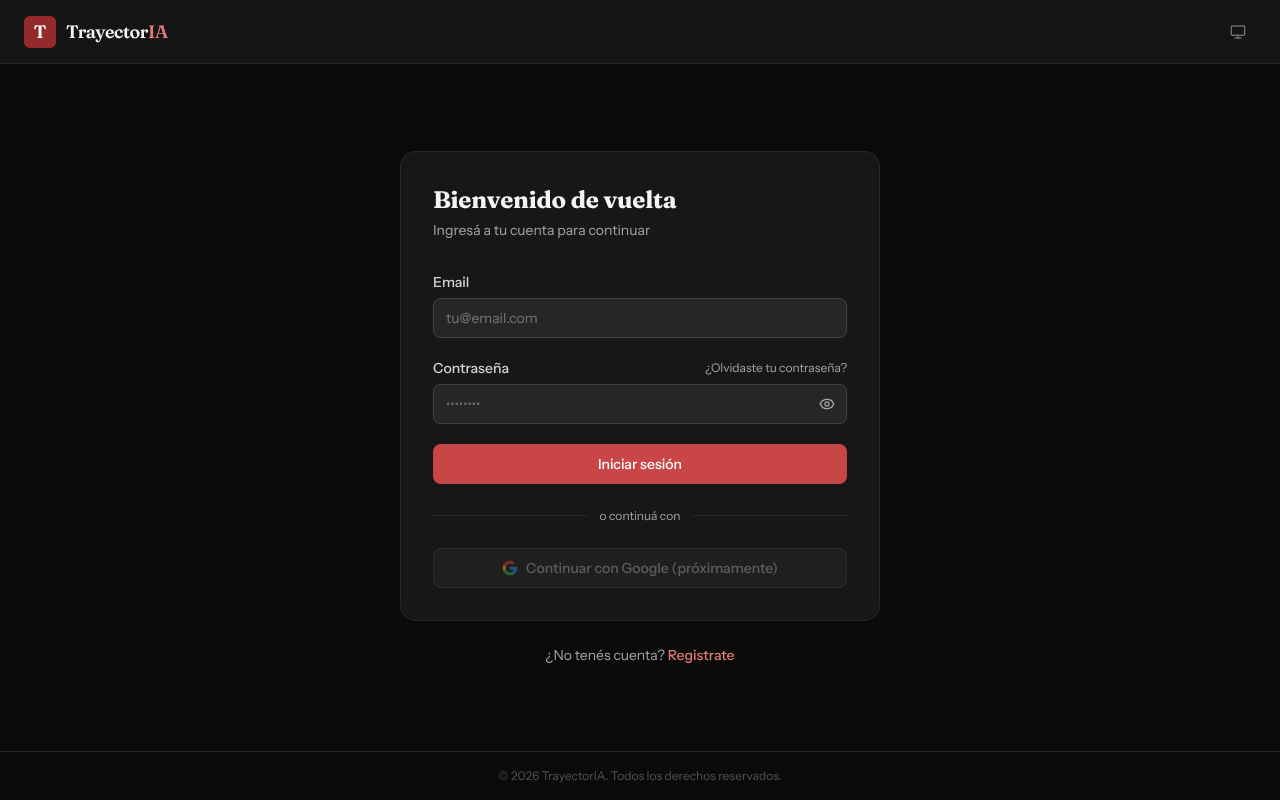 T TrayectorIA
Bienvenido de vuelta
Ingresá a tu cuenta para continuar
Email
tu@email.com
Contraseña ¿Olvidaste tu contraseña?
••••••••
Iniciar sesión
o continuá con
G Continuar con Google (próximamente)
¿No tenés cuenta? Registrate
© 2026 TrayectorIA. Todos los derechos reservados.